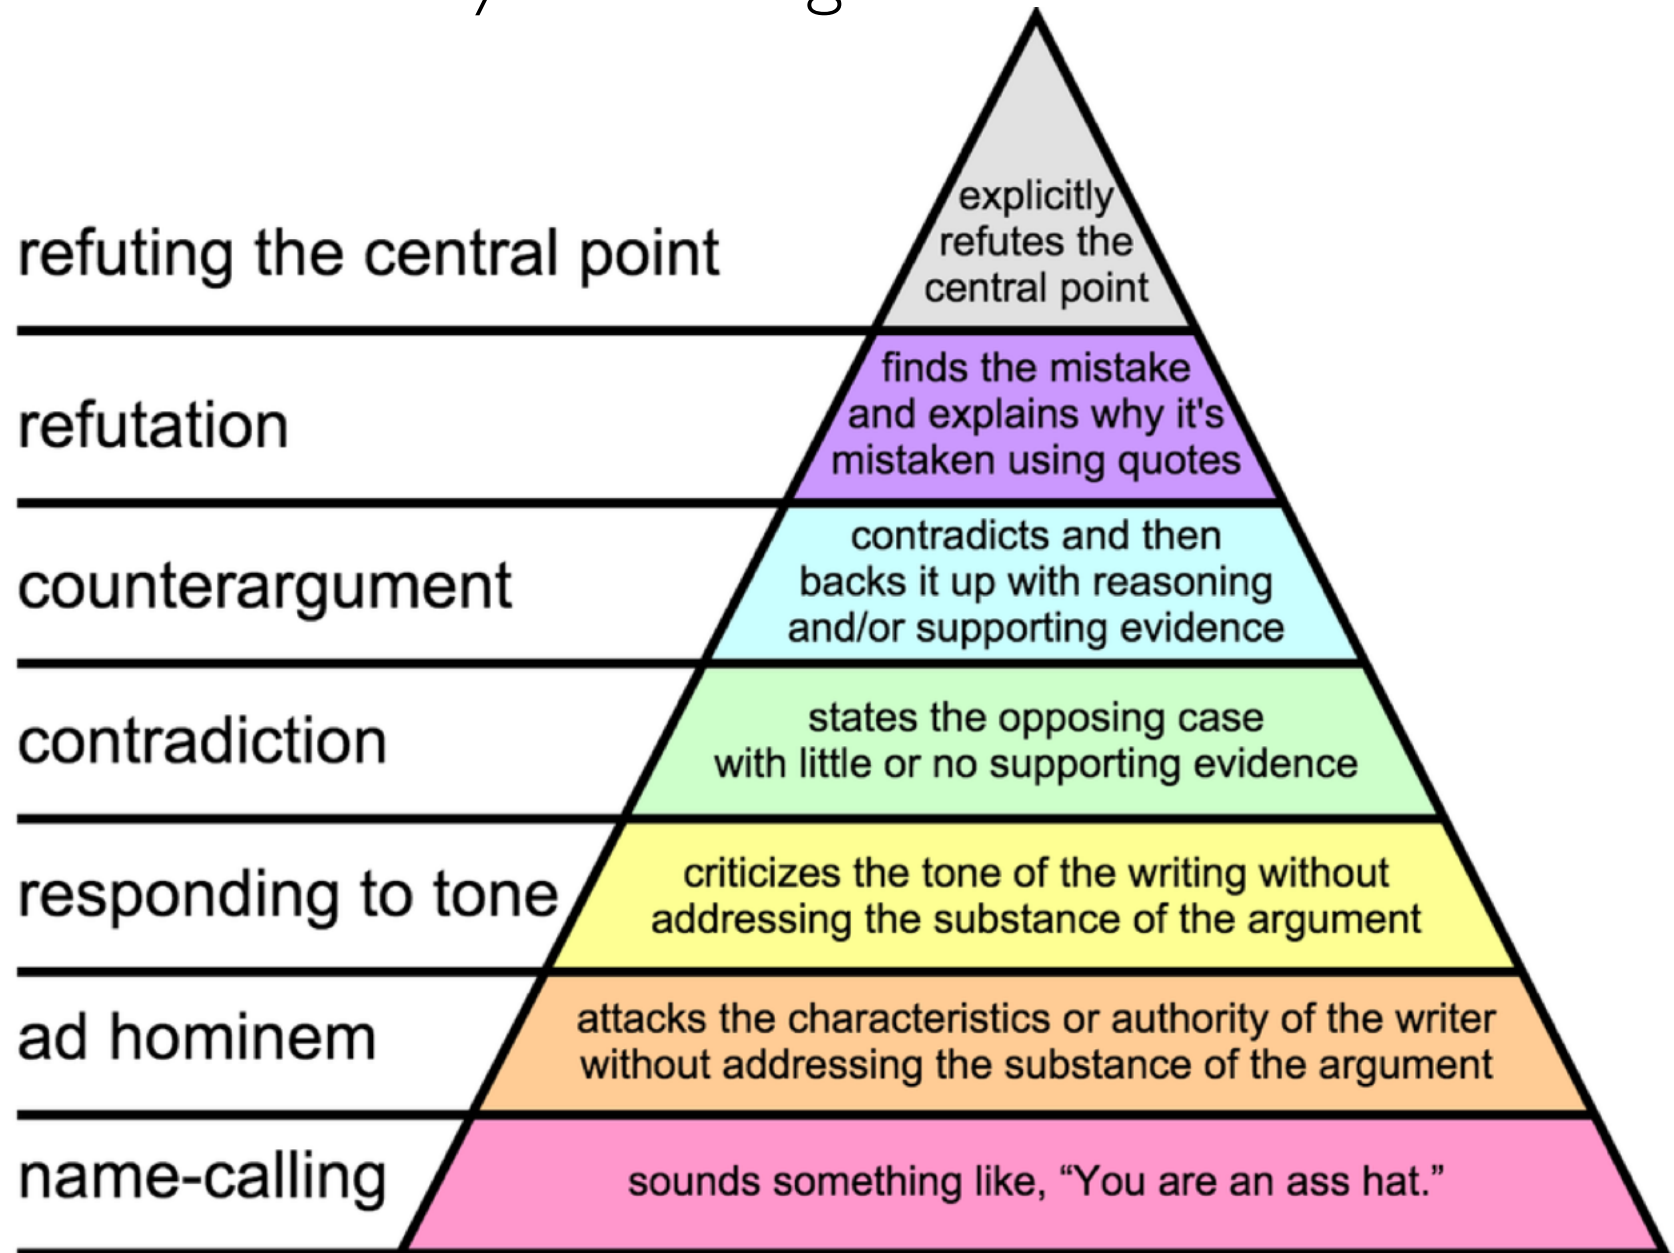 refuting the central point
explicitly
refutes the
central point
refutation
finds the mistake
and explains why it's
mistaken using quotes
counterargument
contradicts and then
backs it up with reasoning
and/or supporting evidence
contradiction
states the opposing case
with little or no supporting evidence
responding to tone
criticizes the tone of the writing without
addressing the substance of the argument
ad hominem
attacks the characteristics or authority of the writer
without addressing the substance of the argument
name-calling
sounds something like, “You are an ass hat.”